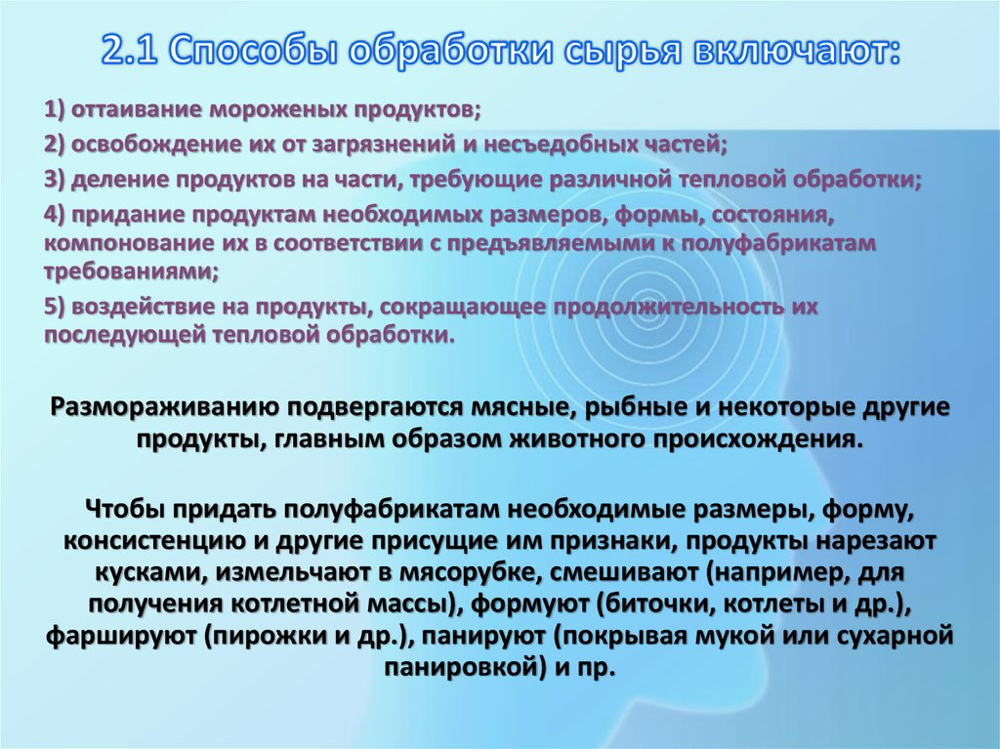 2.1 Способы обработки сырья включают:
1) оттаивание мороженых продуктов;
2) освобождение их от загрязнений и несъедобных частей;
3) деление продуктов на части, требующие различной тепловой обработки;
4) придание продуктам необходимых размеров, формы, состояния,
компонование их в соответствии с предъявляемыми к полуфабрикатам
требованиями;
5) воздействие на продукты, сокращающее продолжительность их
последующей тепловой обработки.
Размораживанию подвергаются мясные, рыбные и некоторые другие
продукты, главным образом животного происхождения.
Чтобы придать полуфабрикатам необходимые размеры, форму,
консистенцию и другие присущие им признаки, продукты нарезают
кусками, измельчают в мясорубке, смешивают (например, для
получения котлетной массы), формуют (биточки, котлеты и др.),
фаршируют (пирожки и др.), панируют (покрывая мукой или сухарной
панировкой) и пр.